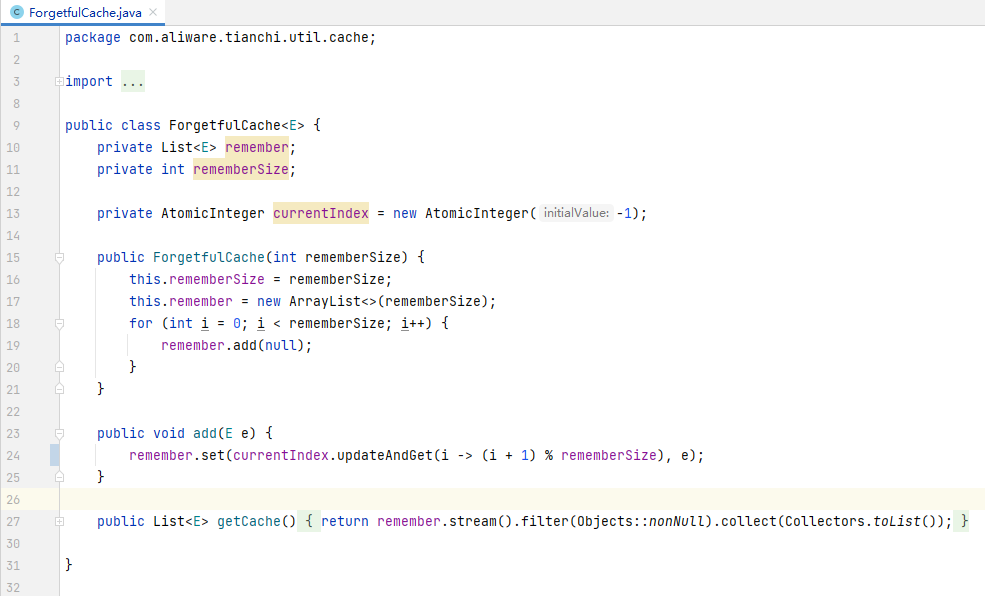 ForgetfulCache.java
1 package com.aliware.tianchi.util.cache;
2
3 import ...
8
9 public class ForgetfulCache<E> {
10 private List<E> remember;
11 private int rememberSize;
12
13 private AtomicInteger currentIndex = new AtomicInteger( initialValue: -1);
14
15 public ForgetfulCache(int rememberSize) {
16 this.rememberSize = rememberSize;
17 this.remember = new ArrayList<>(rememberSize);
18 for (int i = 0; i < rememberSize; i++) {
19 remember.add(null);
20 }
21 }
22
23 public void add(E e) {
24 remember.set(currentIndex.updateAndGet(i -> (i + 1) % rememberSize), e);
25 }
26
27 public List<E> getCache() { return remember.stream().filter(Objects::nonNull).collect(Collectors.toList()); }
30
31 }
32